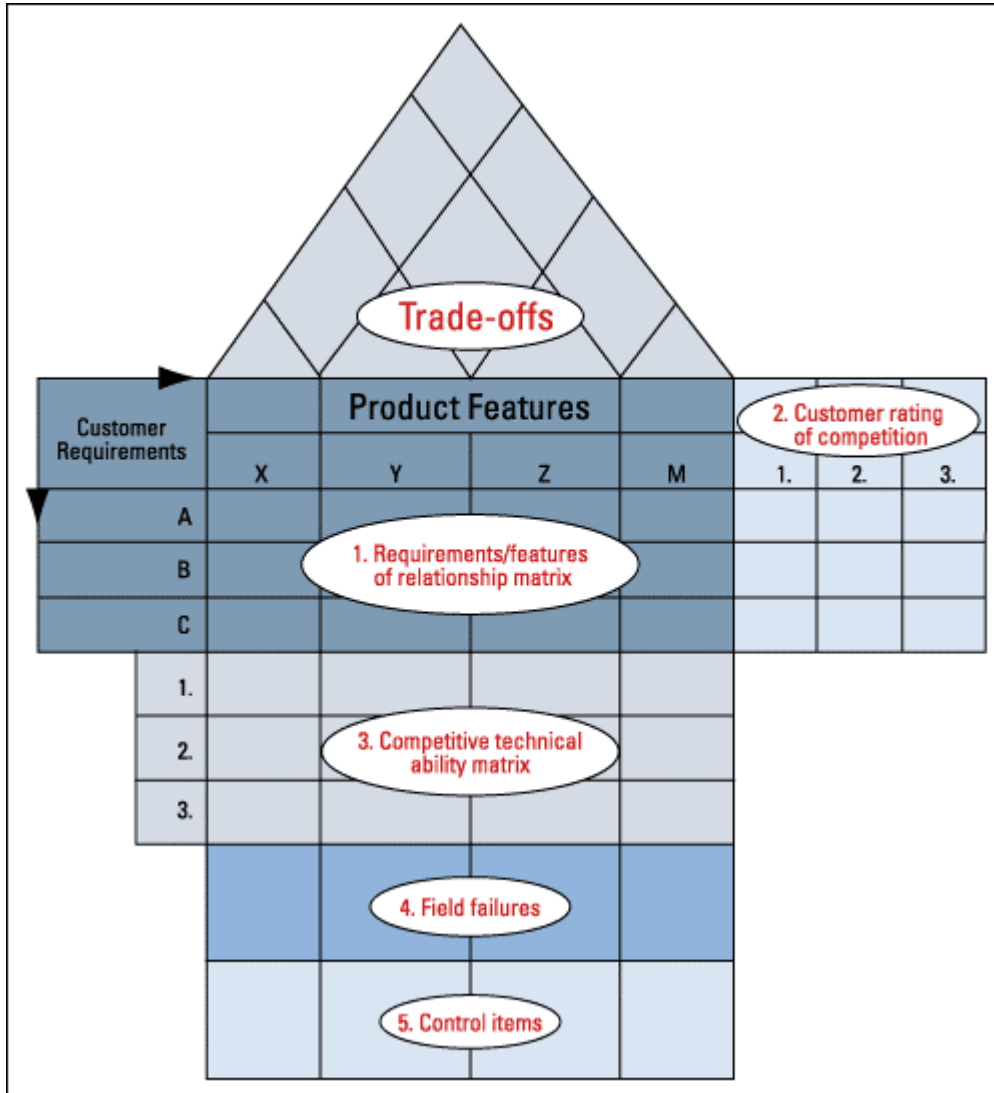 Trade-offs
Product Features
Customer
Requirements
2. Customer rating
of competition
X Y Z M 1. 2. 3.
A
1. Requirements/features
of relationship matrix
B
C
1.
3. Competitive technical
ability matrix
2.
3.
4. Field failures
5. Control items